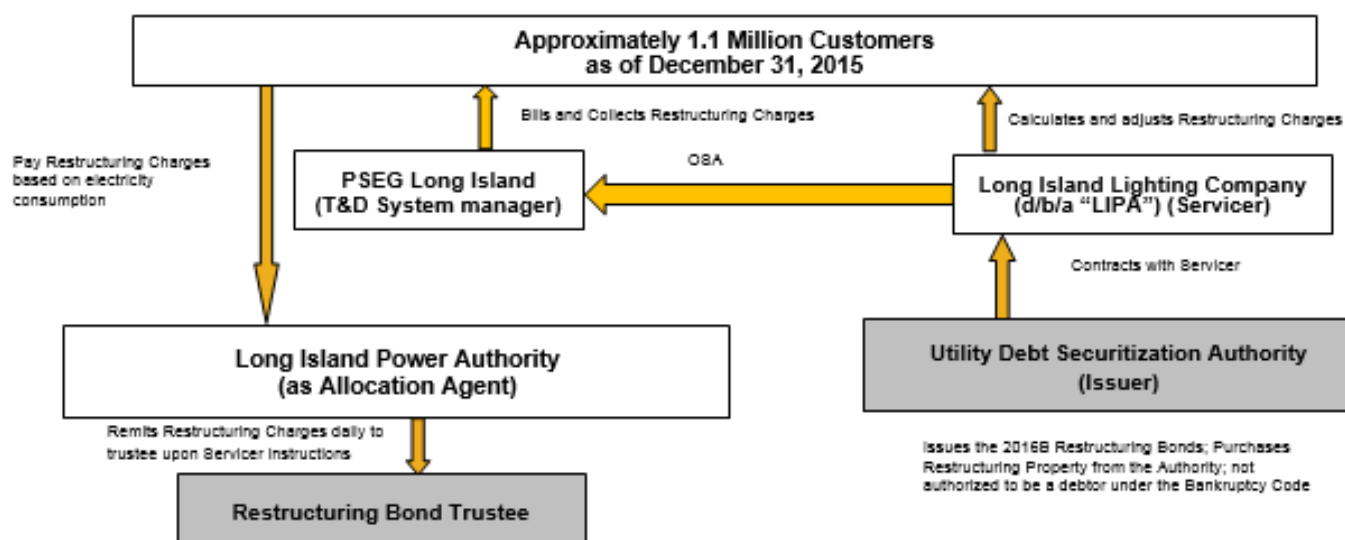 Approximately 1.1 Million Customers
as of December 31, 2015
Bills and Collects Restructuring Charges
Calculates and adjusts Restructuring Charges
Pay Restructuring Charges
based on electricity
consumption
PSEG Long Island
(T&D System manager)
OSA
Long Island Lighting Company
(d/b/a “LIPA”) (Servicer)
Contracts with Servicer
Long Island Power Authority
(as Allocation Agent)
Utility Debt Securitization Authority
(Issuer)
Remits Restructuring Charges daily to
trustee upon Servicer instructions
Issues the 2016B Restructuring Bonds; Purchases
Restructuring Property from the Authority; not
authorized to be a debtor under the Bankruptcy Code
Restructuring Bond Trustee